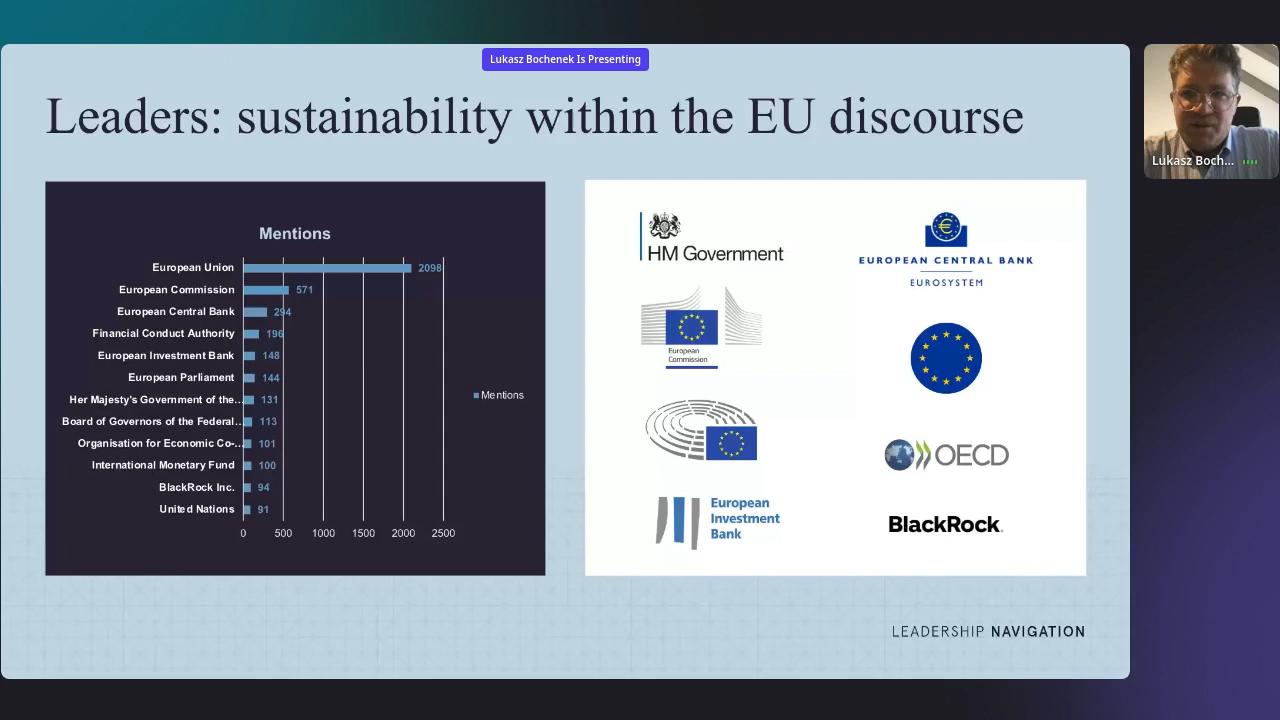 Lukasz Bochenek Is Presenting
Leaders: sustainability within the EU discourse
Lukasz Boch...
Mentions
European Union 2098
European Commission 571
European Central Bank 294
Financial Conduct Authority 196
European Investment Bank 148
European Parliament 144
Her Majesty's Government of the... 131
Board of Governors of the Federal... 113
Organisation for Economic Co-... 101
International Monetary Fund 100
BlackRock Inc. 94
United Nations 91
0 500 1000 1500 2000 2500
Mentions
HM Government
EUROPEAN CENTRAL BANK
EUROSYSTEM
European
Commission
OECD
European
Investment
Bank
BlackRock.
LEADERSHIP NAVIGATION